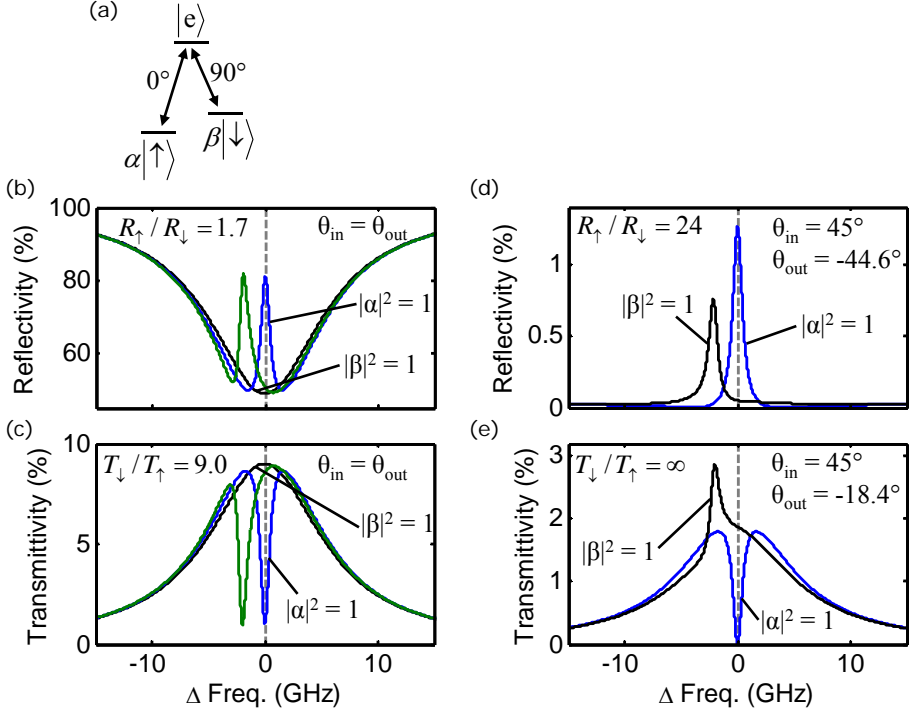 (a)
|e⟩
0°
90°
α|↑⟩
β|↓⟩
(b)
R↑ / R↓ = 1.7
θin = θout
|α|² = 1
|β|² = 1
100
80
60
Reflectivity (%)
(c)
T↓ / T↑ = 9.0
θin = θout
|β|² = 1
|α|² = 1
10
5
0
Transmittivity (%)
-10
0
10
Δ Freq. (GHz)
(d)
R↑ / R↓ = 24
θin = 45°
θout = -44.6°
|β|² = 1
|α|² = 1
1
0.5
0
Reflectivity (%)
(e)
T↓ / T↑ = ∞
θin = 45°
θout = -18.4°
|β|² = 1
|α|² = 1
3
2
1
0
Transmittivity (%)
-10
0
10
Δ Freq. (GHz)